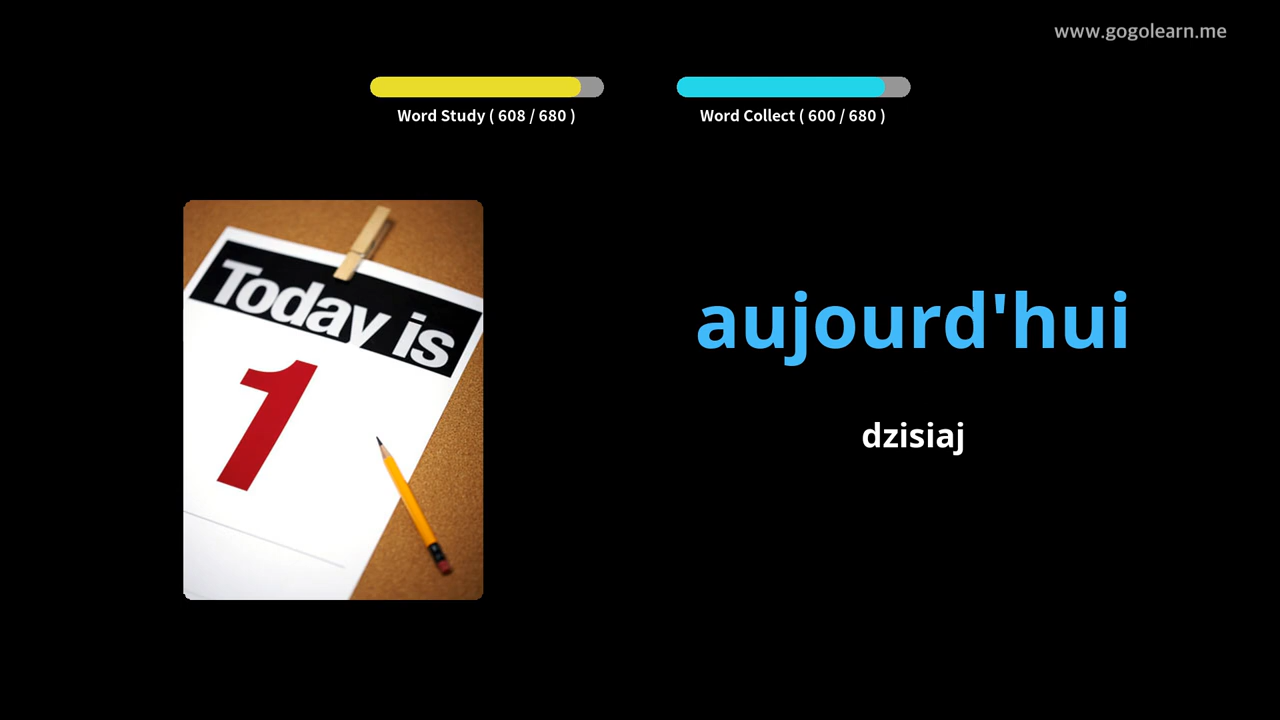 www.gogolearn.me
Word Study ( 608 / 680 )
Word Collect ( 600 / 680 )
Today is
1
aujourd'hui
dzisiaj